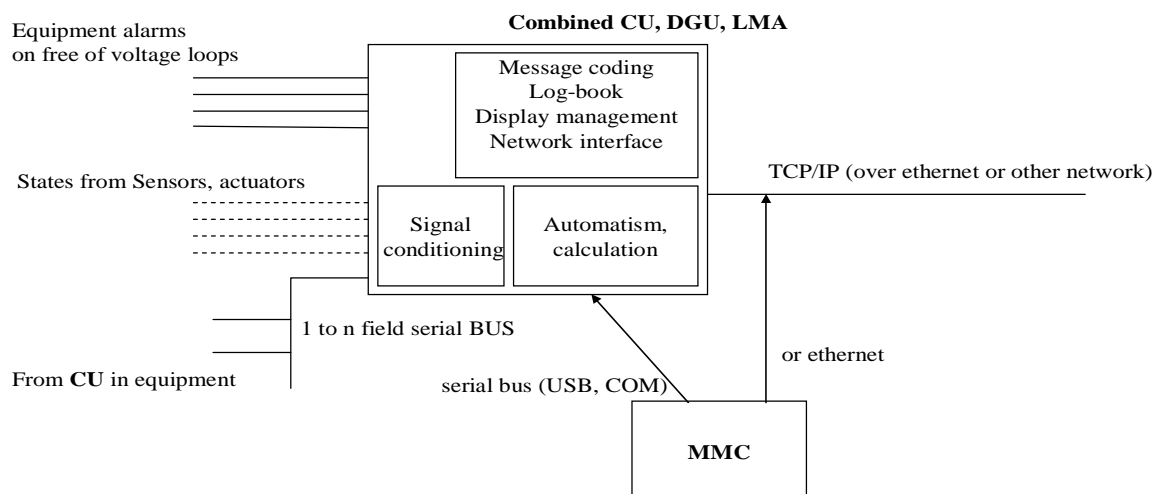 Combined CU, DGU, LMA
Equipment alarms
on free of voltage loops
Message coding
Log-book
Display management
Network interface
TCP/IP (over ethernet or other network)
States from Sensors, actuators
Signal
conditioning
Automatism,
calculation
1 to n field serial BUS
or ethernet
From CU in equipment
serial bus (USB, COM)
MMC